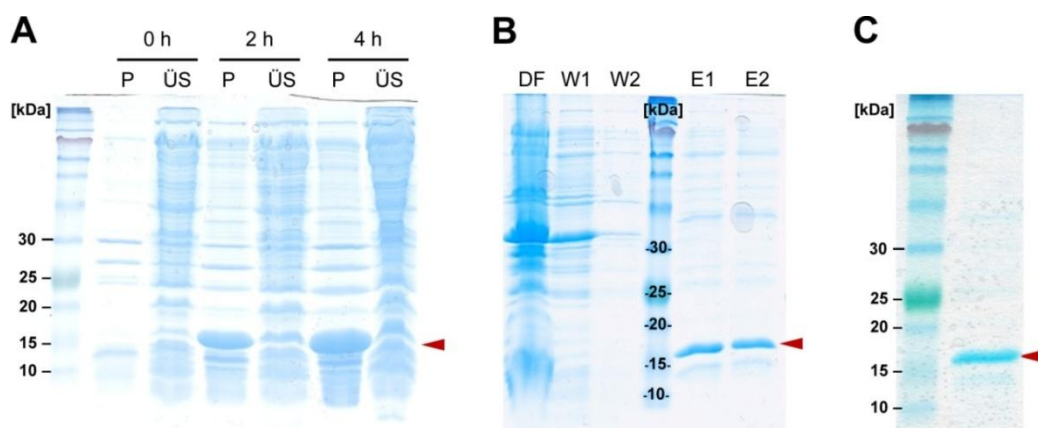 A B C
0 h 2 h 4 h
P ÜS P ÜS P ÜS
DF W1 W2 E1 E2
[kDa] [kDa] [kDa]
30 -30- 30
25 -25- 25
20 -20- 20
15 -15- 15
10 -10- 10